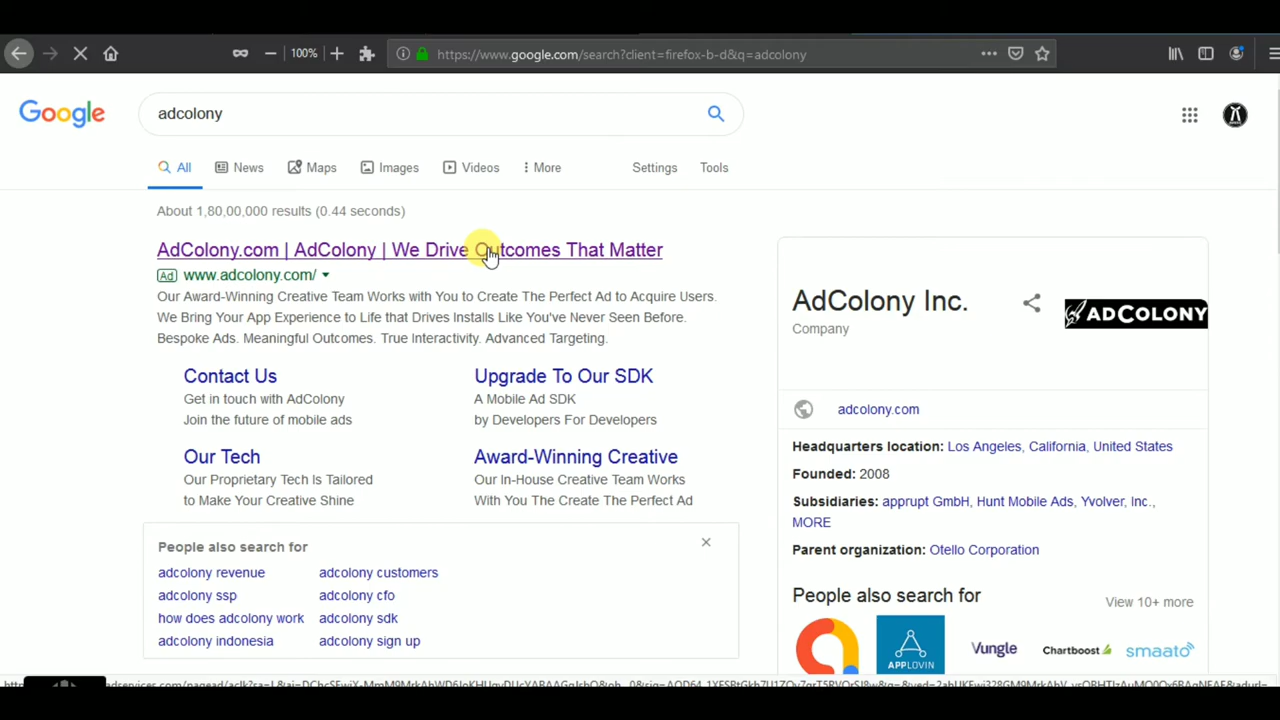 100%
https://www.google.com/search?client=firefox-b-d&q=adcolony
Google
adcolony
All
News
Maps
Images
Videos
More
Settings
Tools
About 1,80,00,000 results (0.44 seconds)
AdColony.com | AdColony | We Drive Outcomes That Matter
Ad www.adcolony.com/
Our Award-Winning Creative Team Works with You to Create The Perfect Ad to Acquire Users.
We Bring Your App Experience to Life that Drives Installs Like You've Never Seen Before.
Bespoke Ads. Meaningful Outcomes. True Interactivity. Advanced Targeting.
Contact Us
Get in touch with AdColony
Join the future of mobile ads
Upgrade To Our SDK
A Mobile Ad SDK
by Developers For Developers
Our Tech
Our Proprietary Tech Is Tailored
to Make Your Creative Shine
Award-Winning Creative
Our In-House Creative Team Works
With You The Create The Perfect Ad
People also search for
adcolony revenue
adcolony customers
adcolony ssp
adcolony cfo
how does adcolony work
adcolony sdk
adcolony indonesia
adcolony sign up
AdColony Inc.
Company
ADCOLONY
adcolony.com
Headquarters location: Los Angeles, California, United States
Founded: 2008
Subsidiaries: apprupt GmbH, Hunt Mobile Ads, Yvolver, Inc.,
MORE
Parent organization: Otello Corporation
People also search for
View 10+ more
APPLOVIN
Vungle
Chartboost
smaato